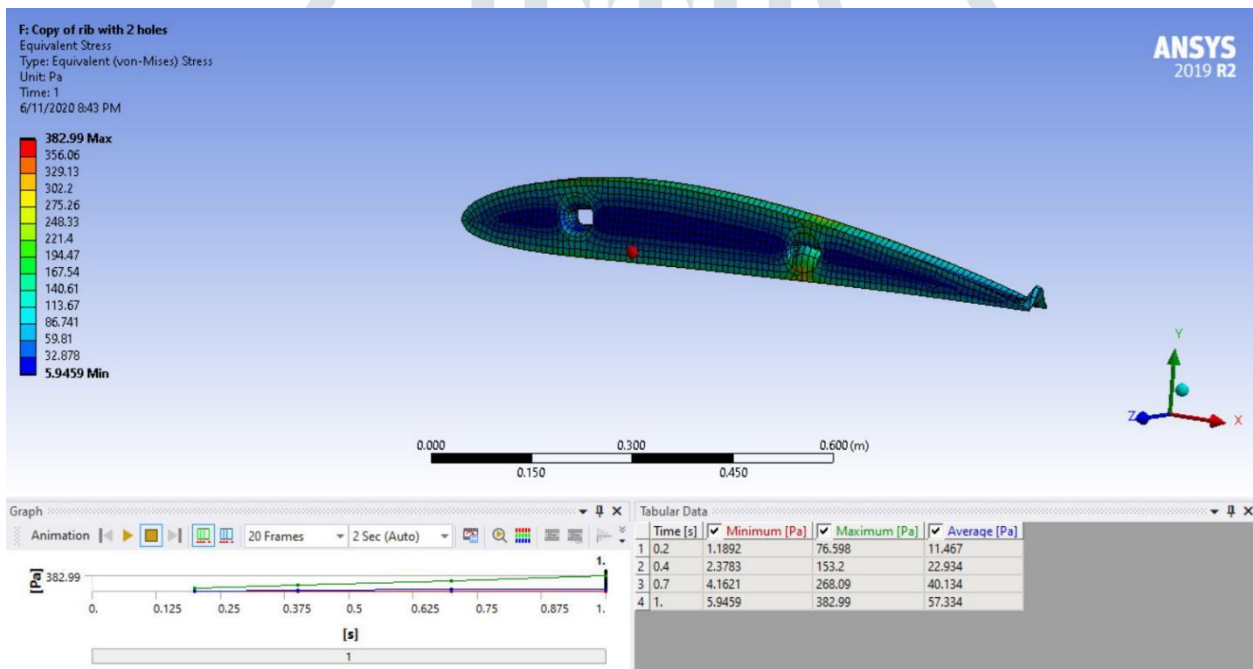 F: Copy of rib with 2 holes
Equivalent Stress
Type: Equivalent (von-Mises) Stress
Unit: Pa
Time: 1
6/11/2020 8:43 PM
ANSYS
2019 R2
382.99 Max
356.06
329.13
302.2
275.26
248.33
221.4
194.47
167.54
140.61
113.67
86.741
59.81
32.878
5.9459 Min
Y
Z X
0.000 0.300 0.600 (m)
0.150 0.450
Graph
Animation 20 Frames 2 Sec (Auto)
1.
[Pa] 382.99
0. 0.125 0.25 0.375 0.5 0.625 0.75 0.875 1.
[s]
1
Tabular Data
Time [s] Minimum [Pa] Maximum [Pa] Average [Pa]
1 0.2 1.1892 76.598 11.467
2 0.4 2.3783 153.2 22.934
3 0.7 4.1621 268.09 40.134
4 1. 5.9459 382.99 57.334